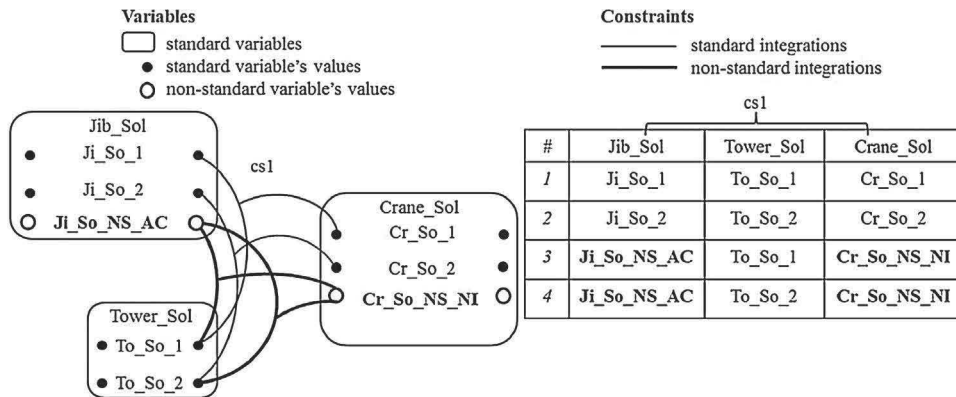 Variables
standard variables
standard variable's values
non-standard variable's values
Constraints
standard integrations
non-standard integrations
Jib_Sol
Ji_So_1
Ji_So_2
Ji_So_NS_AC
cs1
Crane_Sol
Cr_So_1
Cr_So_2
Cr_So_NS_NI
Tower_Sol
To_So_1
To_So_2
cs1
# Jib_Sol Tower_Sol Crane_Sol
1 Ji_So_1 To_So_1 Cr_So_1
2 Ji_So_2 To_So_2 Cr_So_2
3 Ji_So_NS_AC To_So_1 Cr_So_NS_NI
4 Ji_So_NS_AC To_So_2 Cr_So_NS_NI